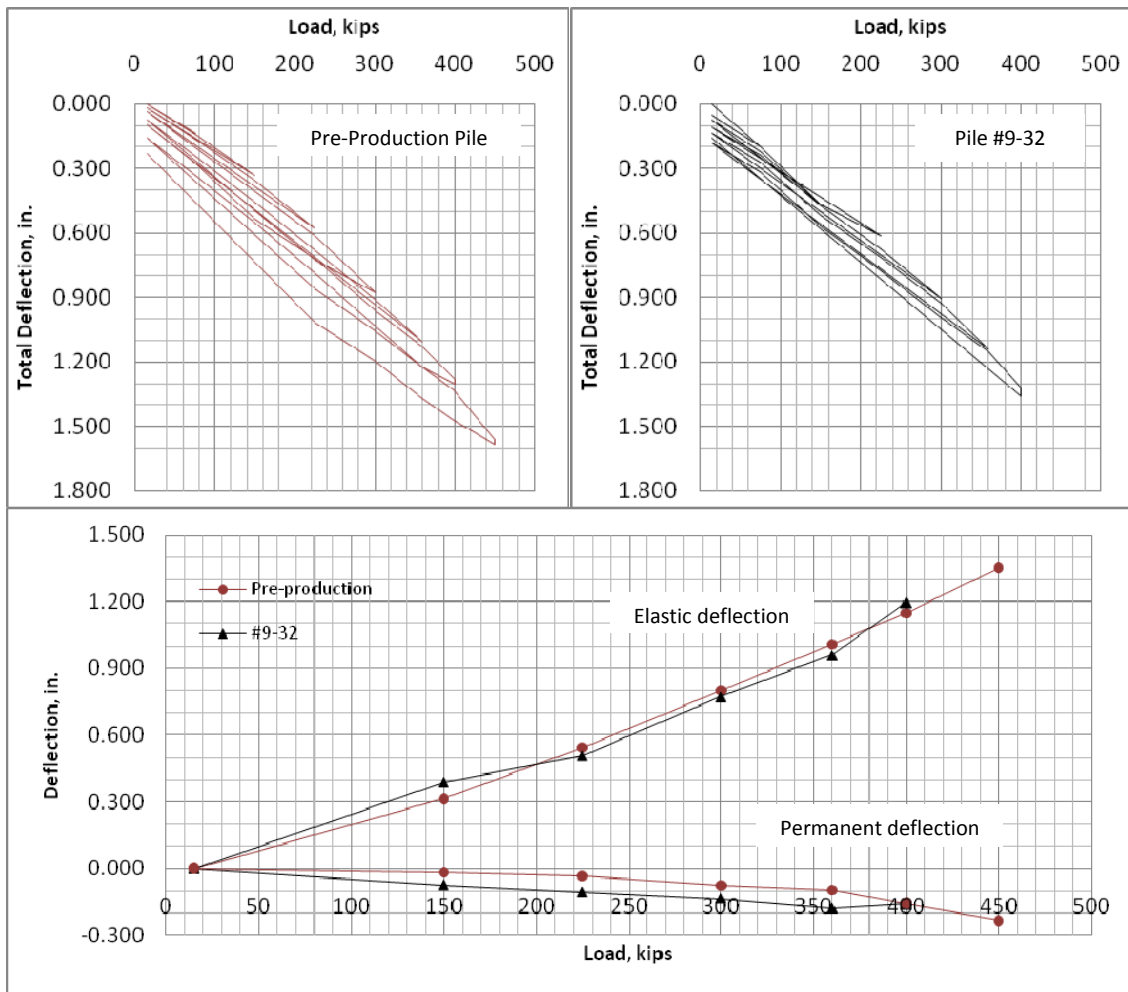 Load, kips
0 100 200 300 400 500
0.000
0.300
0.600
0.900
1.200
1.500
1.800
Total Deflection, in.
Pre-Production Pile
Load, kips
0 100 200 300 400 500
0.000
0.300
0.600
0.900
1.200
1.500
1.800
Total Deflection, in.
Pile #9-32
1.500
1.200
0.900
0.600
0.300
0.000
-0.300
Deflection, in.
Pre-production
#9-32
Elastic deflection
Permanent deflection
0 50 100 150 200 250 300 350 400 450 500
Load, kips